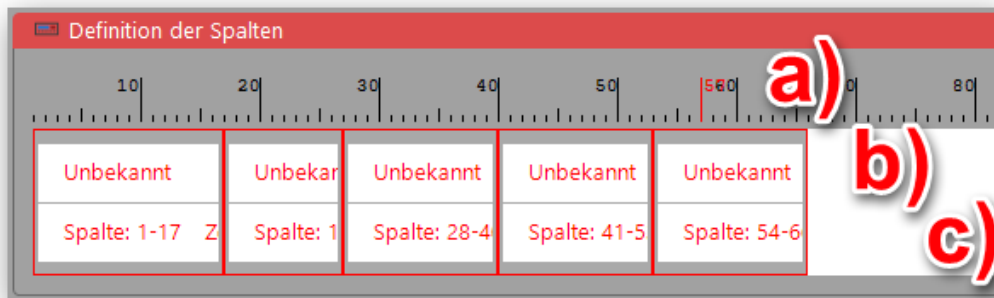 Definition der Spalten
10 20 30 40 50 60 80
a)
b)
Unbekannt Unbekar Unbekannt Unbekannt Unbekannt
Spalte: 1-17 Z Spalte: 1 Spalte: 28-4 Spalte: 41-5 Spalte: 54-6
c)